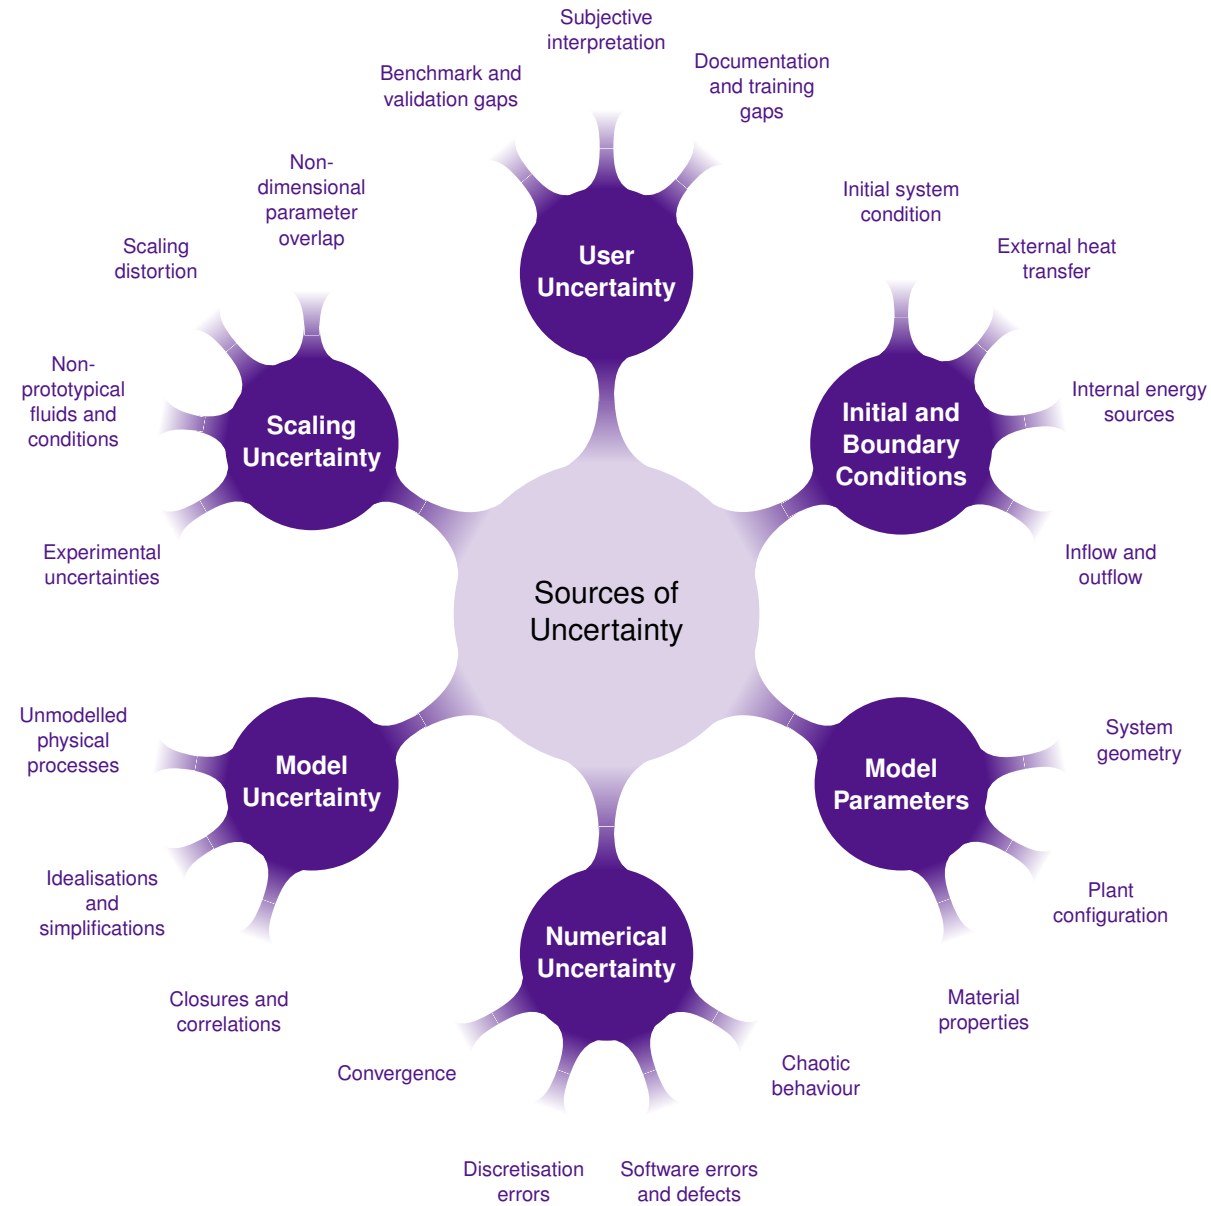 Subjective
interpretation
Benchmark and
validation gaps
Documentation
and training
gaps
User
Uncertainty
Initial system
condition
External heat
transfer
Internal energy
sources
Inflow and
outflow
Initial and
Boundary
Conditions
Non-
dimensional
parameter
overlap
Scaling
distortion
Non-
prototypical
fluids and
conditions
Experimental
uncertainties
Scaling
Uncertainty
Sources of
Uncertainty
Unmodelled
physical
processes
Idealisations
and
simplifications
Closures and
correlations
Model
Uncertainty
System
geometry
Plant
configuration
Material
properties
Model
Parameters
Numerical
Uncertainty
Convergence
Discretisation
errors
Software errors
and defects
Chaotic
behaviour